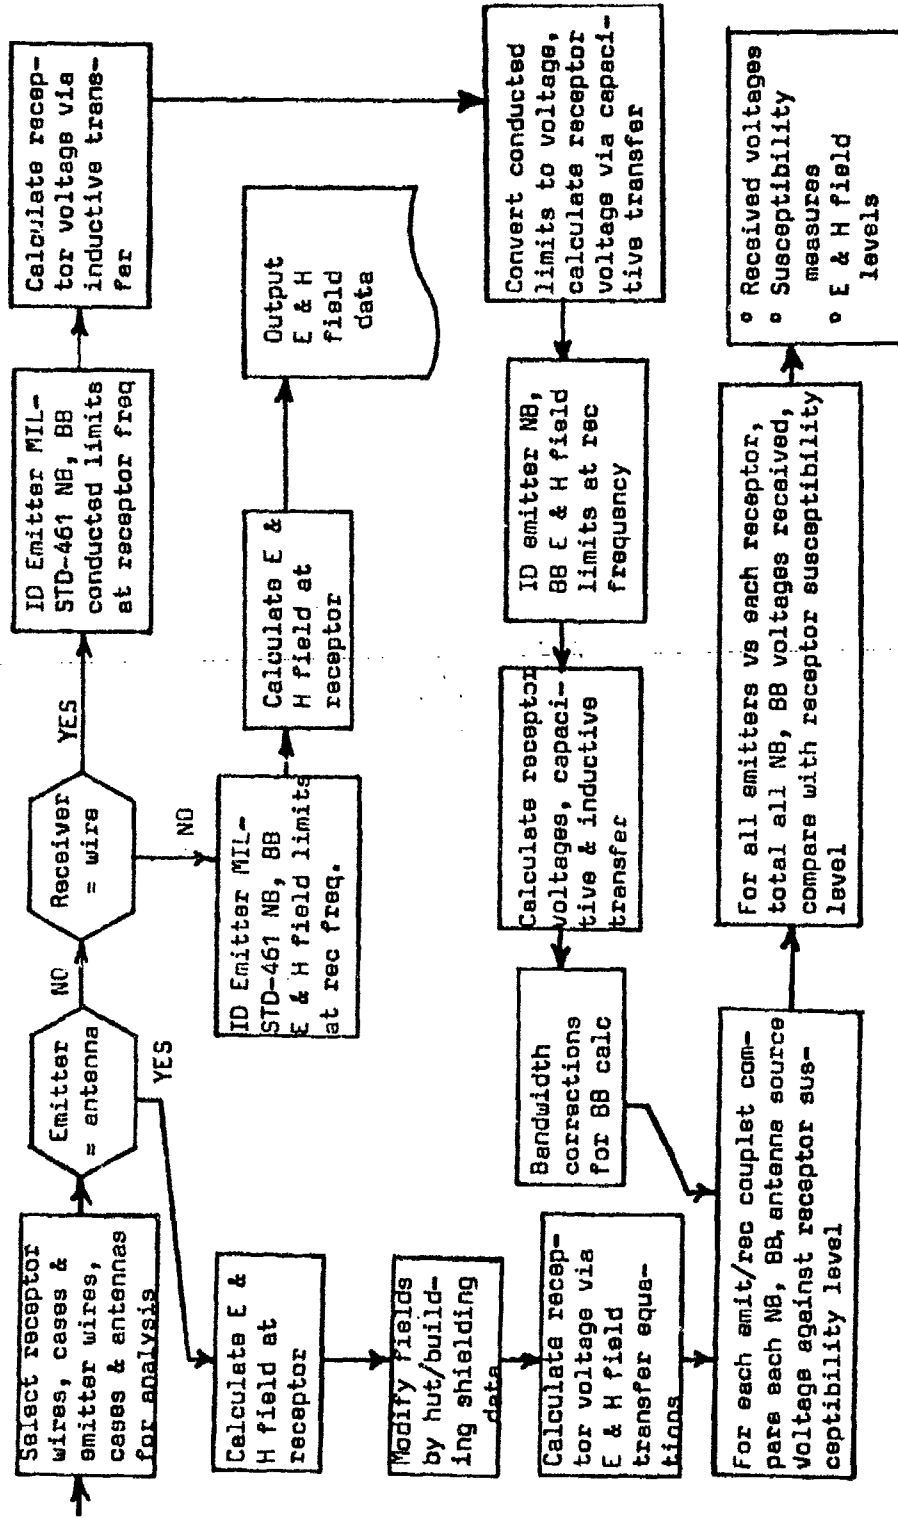 Select receptor
wires, cases &
emitter wires,
cases & antennas
for analysis
Emitter
= antenna
NO
YES
Receiver
= wire
YES
NO
ID Emitter MIL-
STD-461 NB, BB
conducted limits
at receptor freq
Calculate recep-
tor voltage via
inductive trans-
fer
ID Emitter MIL-
STD-461 NB, BB
E & H field limits
at rec freq.
Calculate E &
H field at
receptor
Output
E & H
field
data
Calculate E &
H field at
receptor
Modify fields
by hut/build-
ing shielding
data
Calculate recep-
tor voltage via
E & H field
transfer equa-
tions
Convert conducted
limits to voltage,
calculate receptor
voltage via capaci-
tive transfer
ID emitter NB,
BB E & H field
limits at rec
frequency
Calculate receptor
voltages, capaci-
tive & inductive
transfer
Bandwidth
corrections
for BB calc
For each emit/rec couplet com-
pare each NB, BB, antenna source
voltage against receptor sus-
ceptibility level
For all emitters vs each receptor,
total all NB, BB voltages received,
compare with receptor susceptibility
level
o Received voltages
o Susceptibility
measures
o E & H field
levels